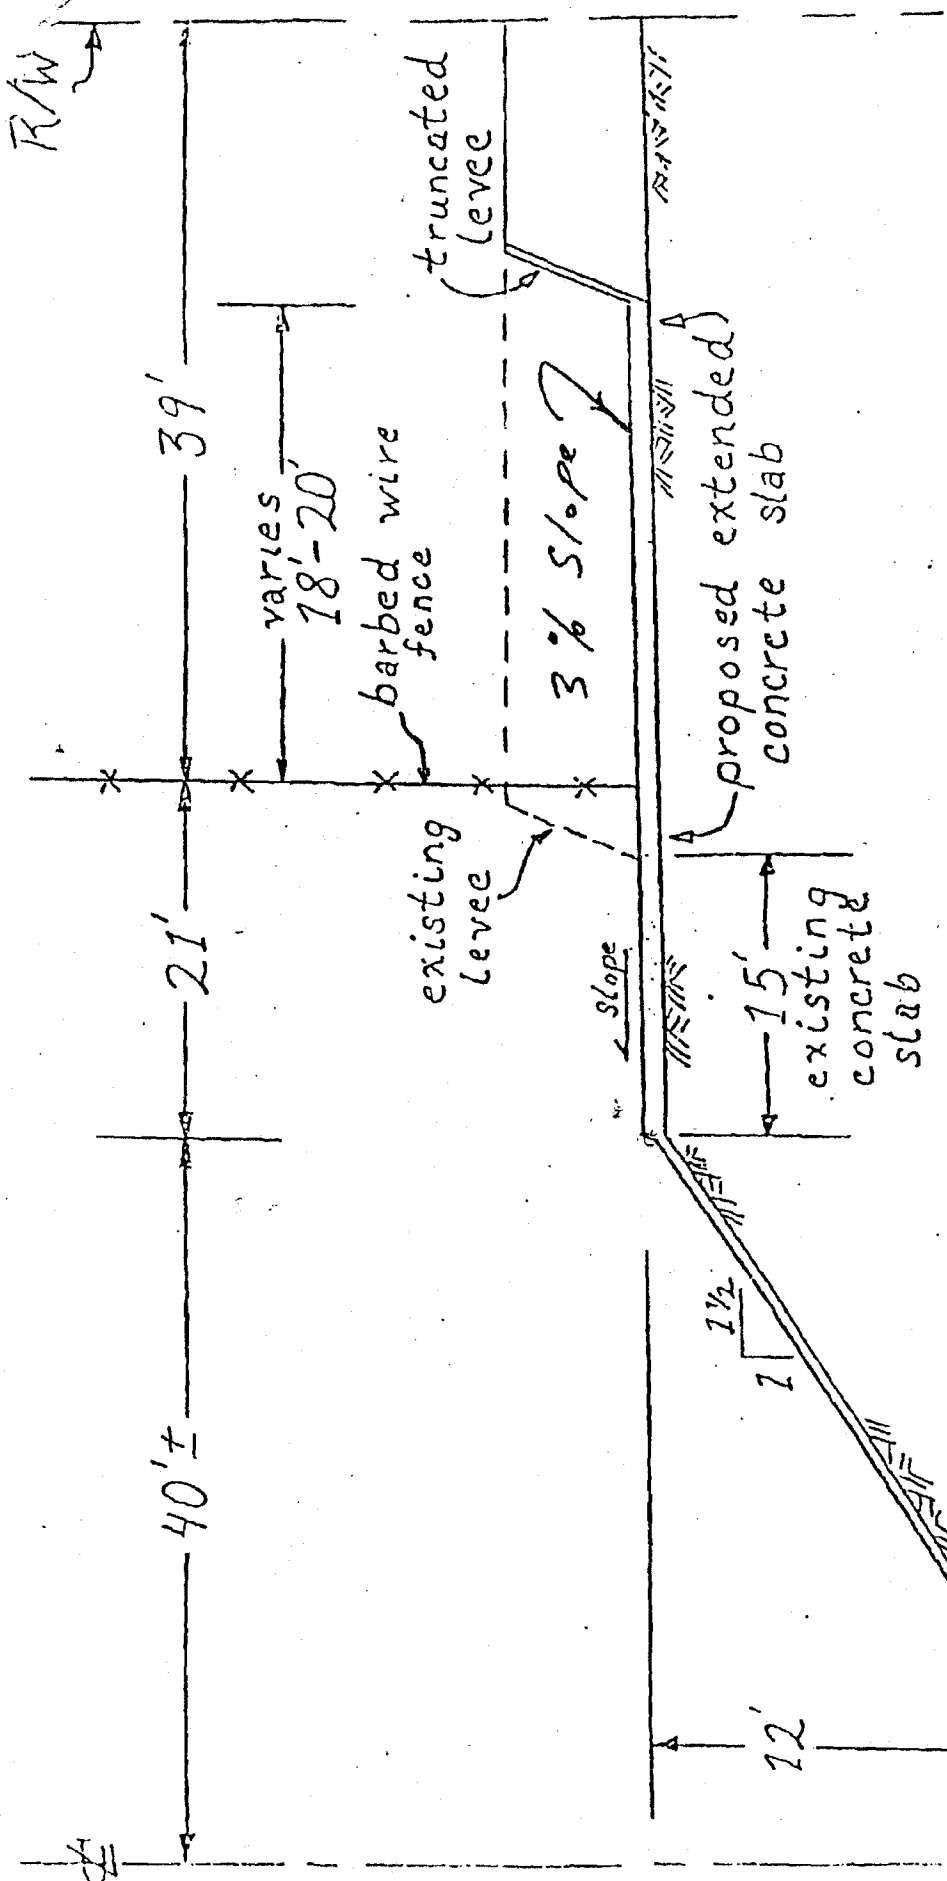 R/W
39'
varies
18'-20'
barbed wire
fence
truncated
levee
3% slope
proposed extended
concrete slab
21'
existing
levee
slope
15'
existing
concrete
slab
40'±
1½
1
12'
℄